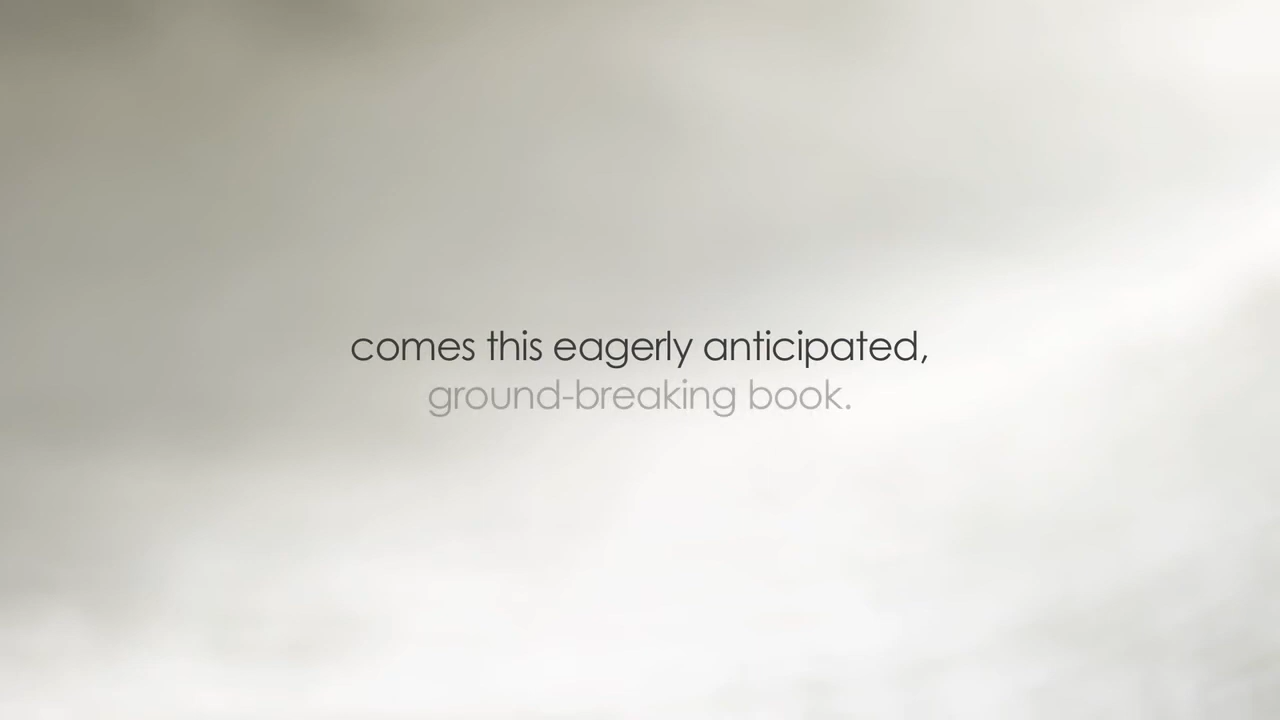 comes this eagerly anticipated,
ground-breaking book.